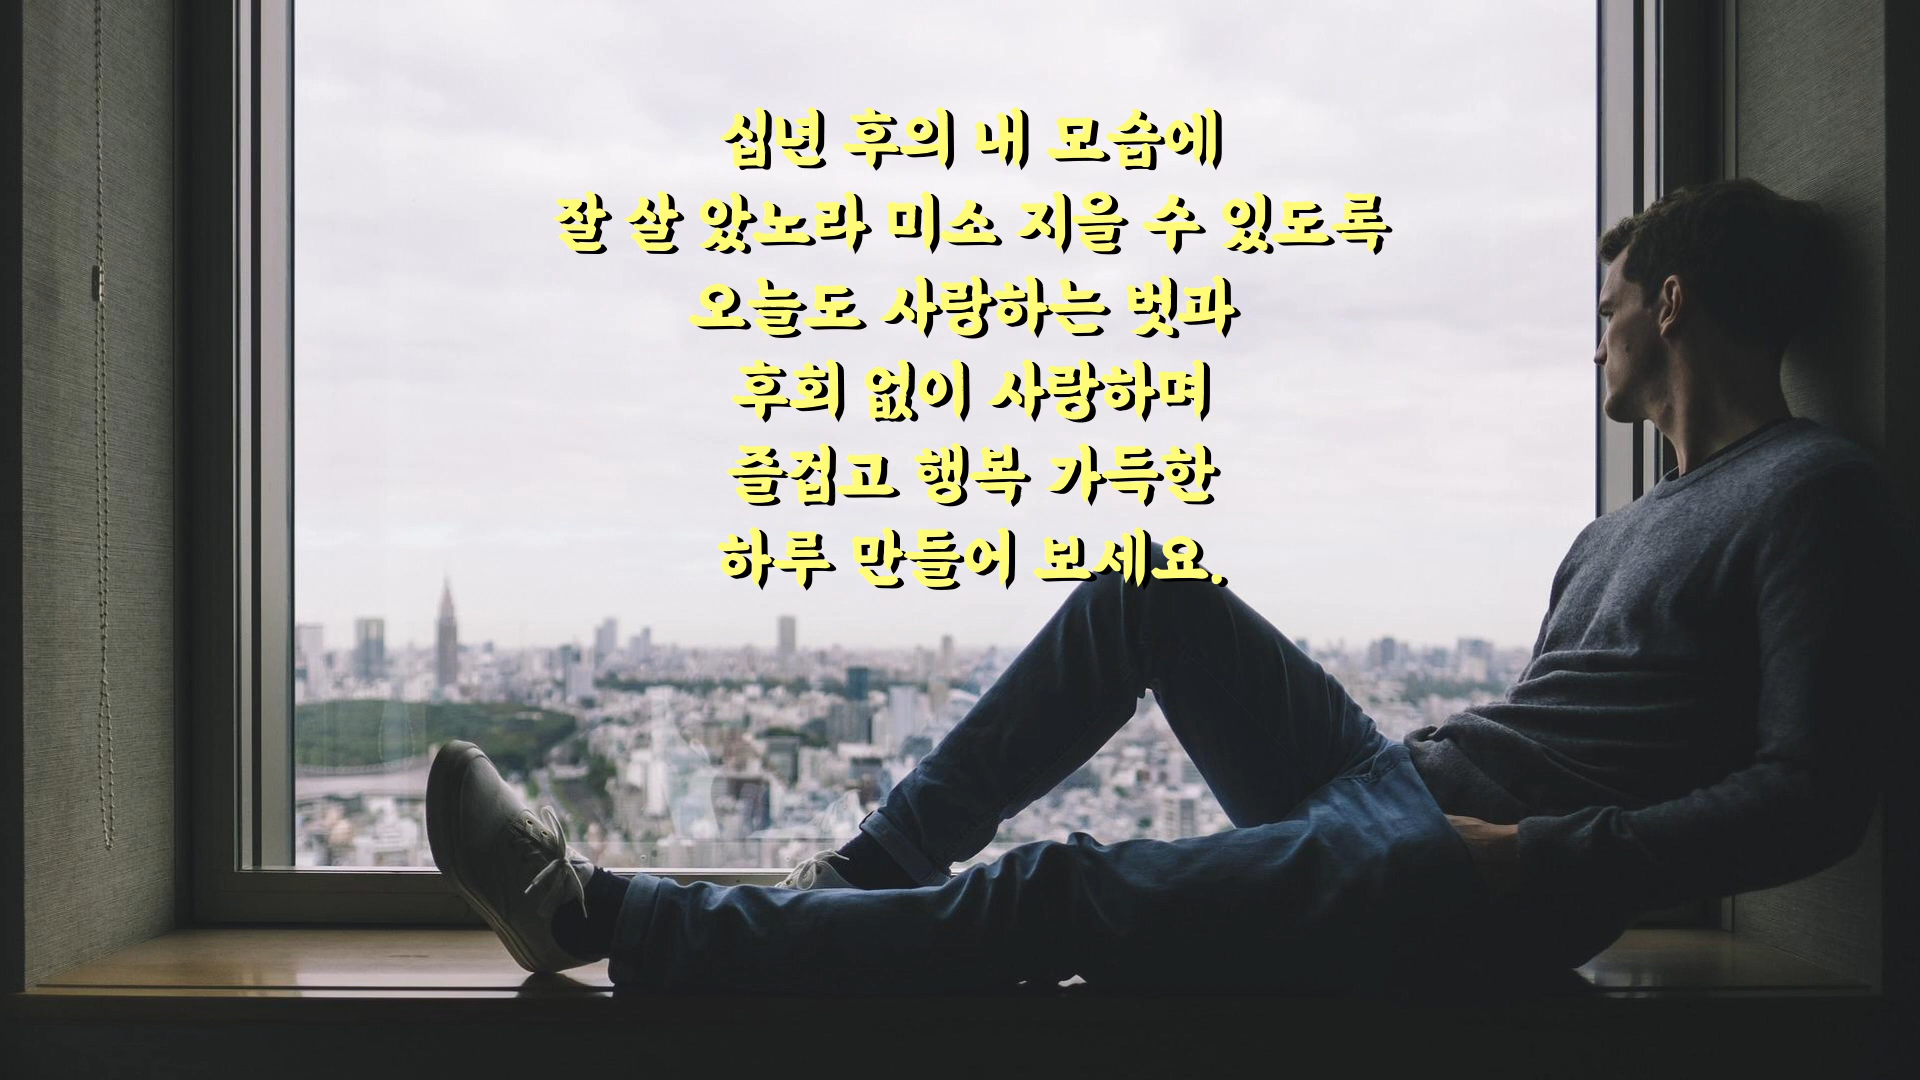 십년 후의 내 모습에
잘 살 았노라 미소 지을 수 있도록
오늘도 사랑하는 벗과
후회 없이 사랑하며
즐겁고 행복 가득한
하루 만들어 보세요.